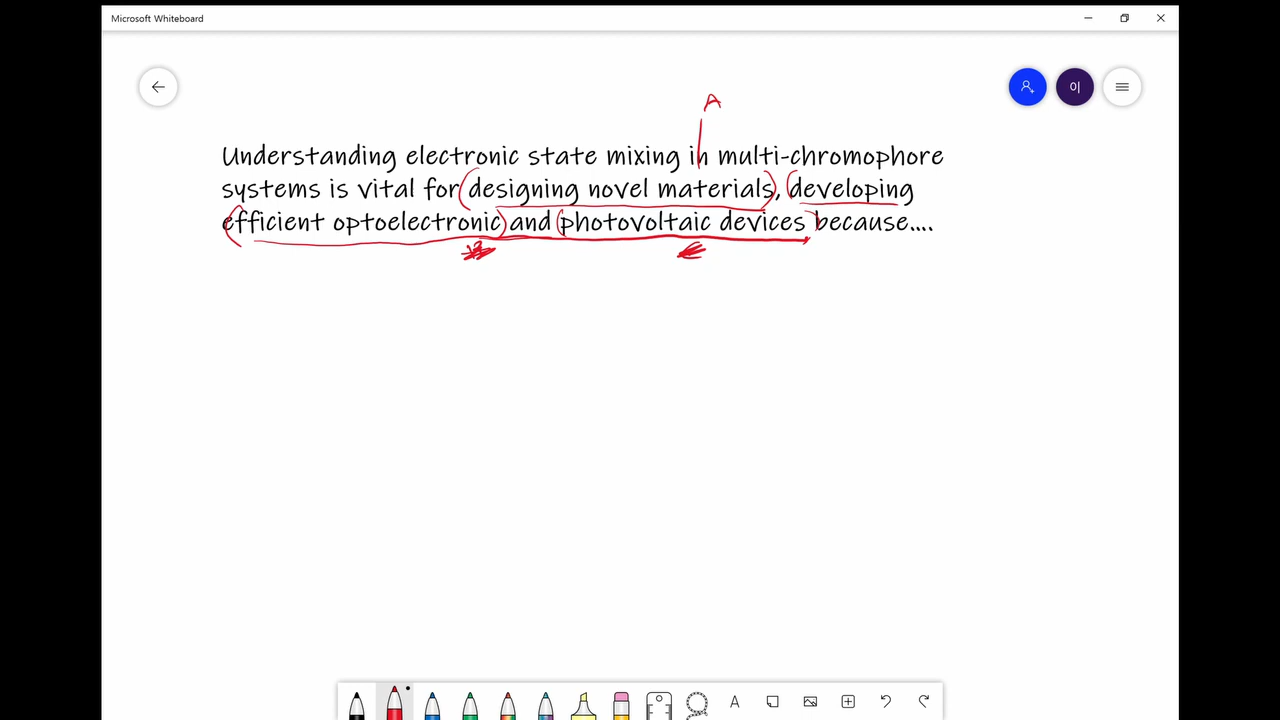 Microsoft Whiteboard
이
A
Understanding electronic state mixing in multi-chromophore
systems is vital for (designing novel materials), (developing
(efficient optoelectronic) and (photovoltaic devices) because....
A